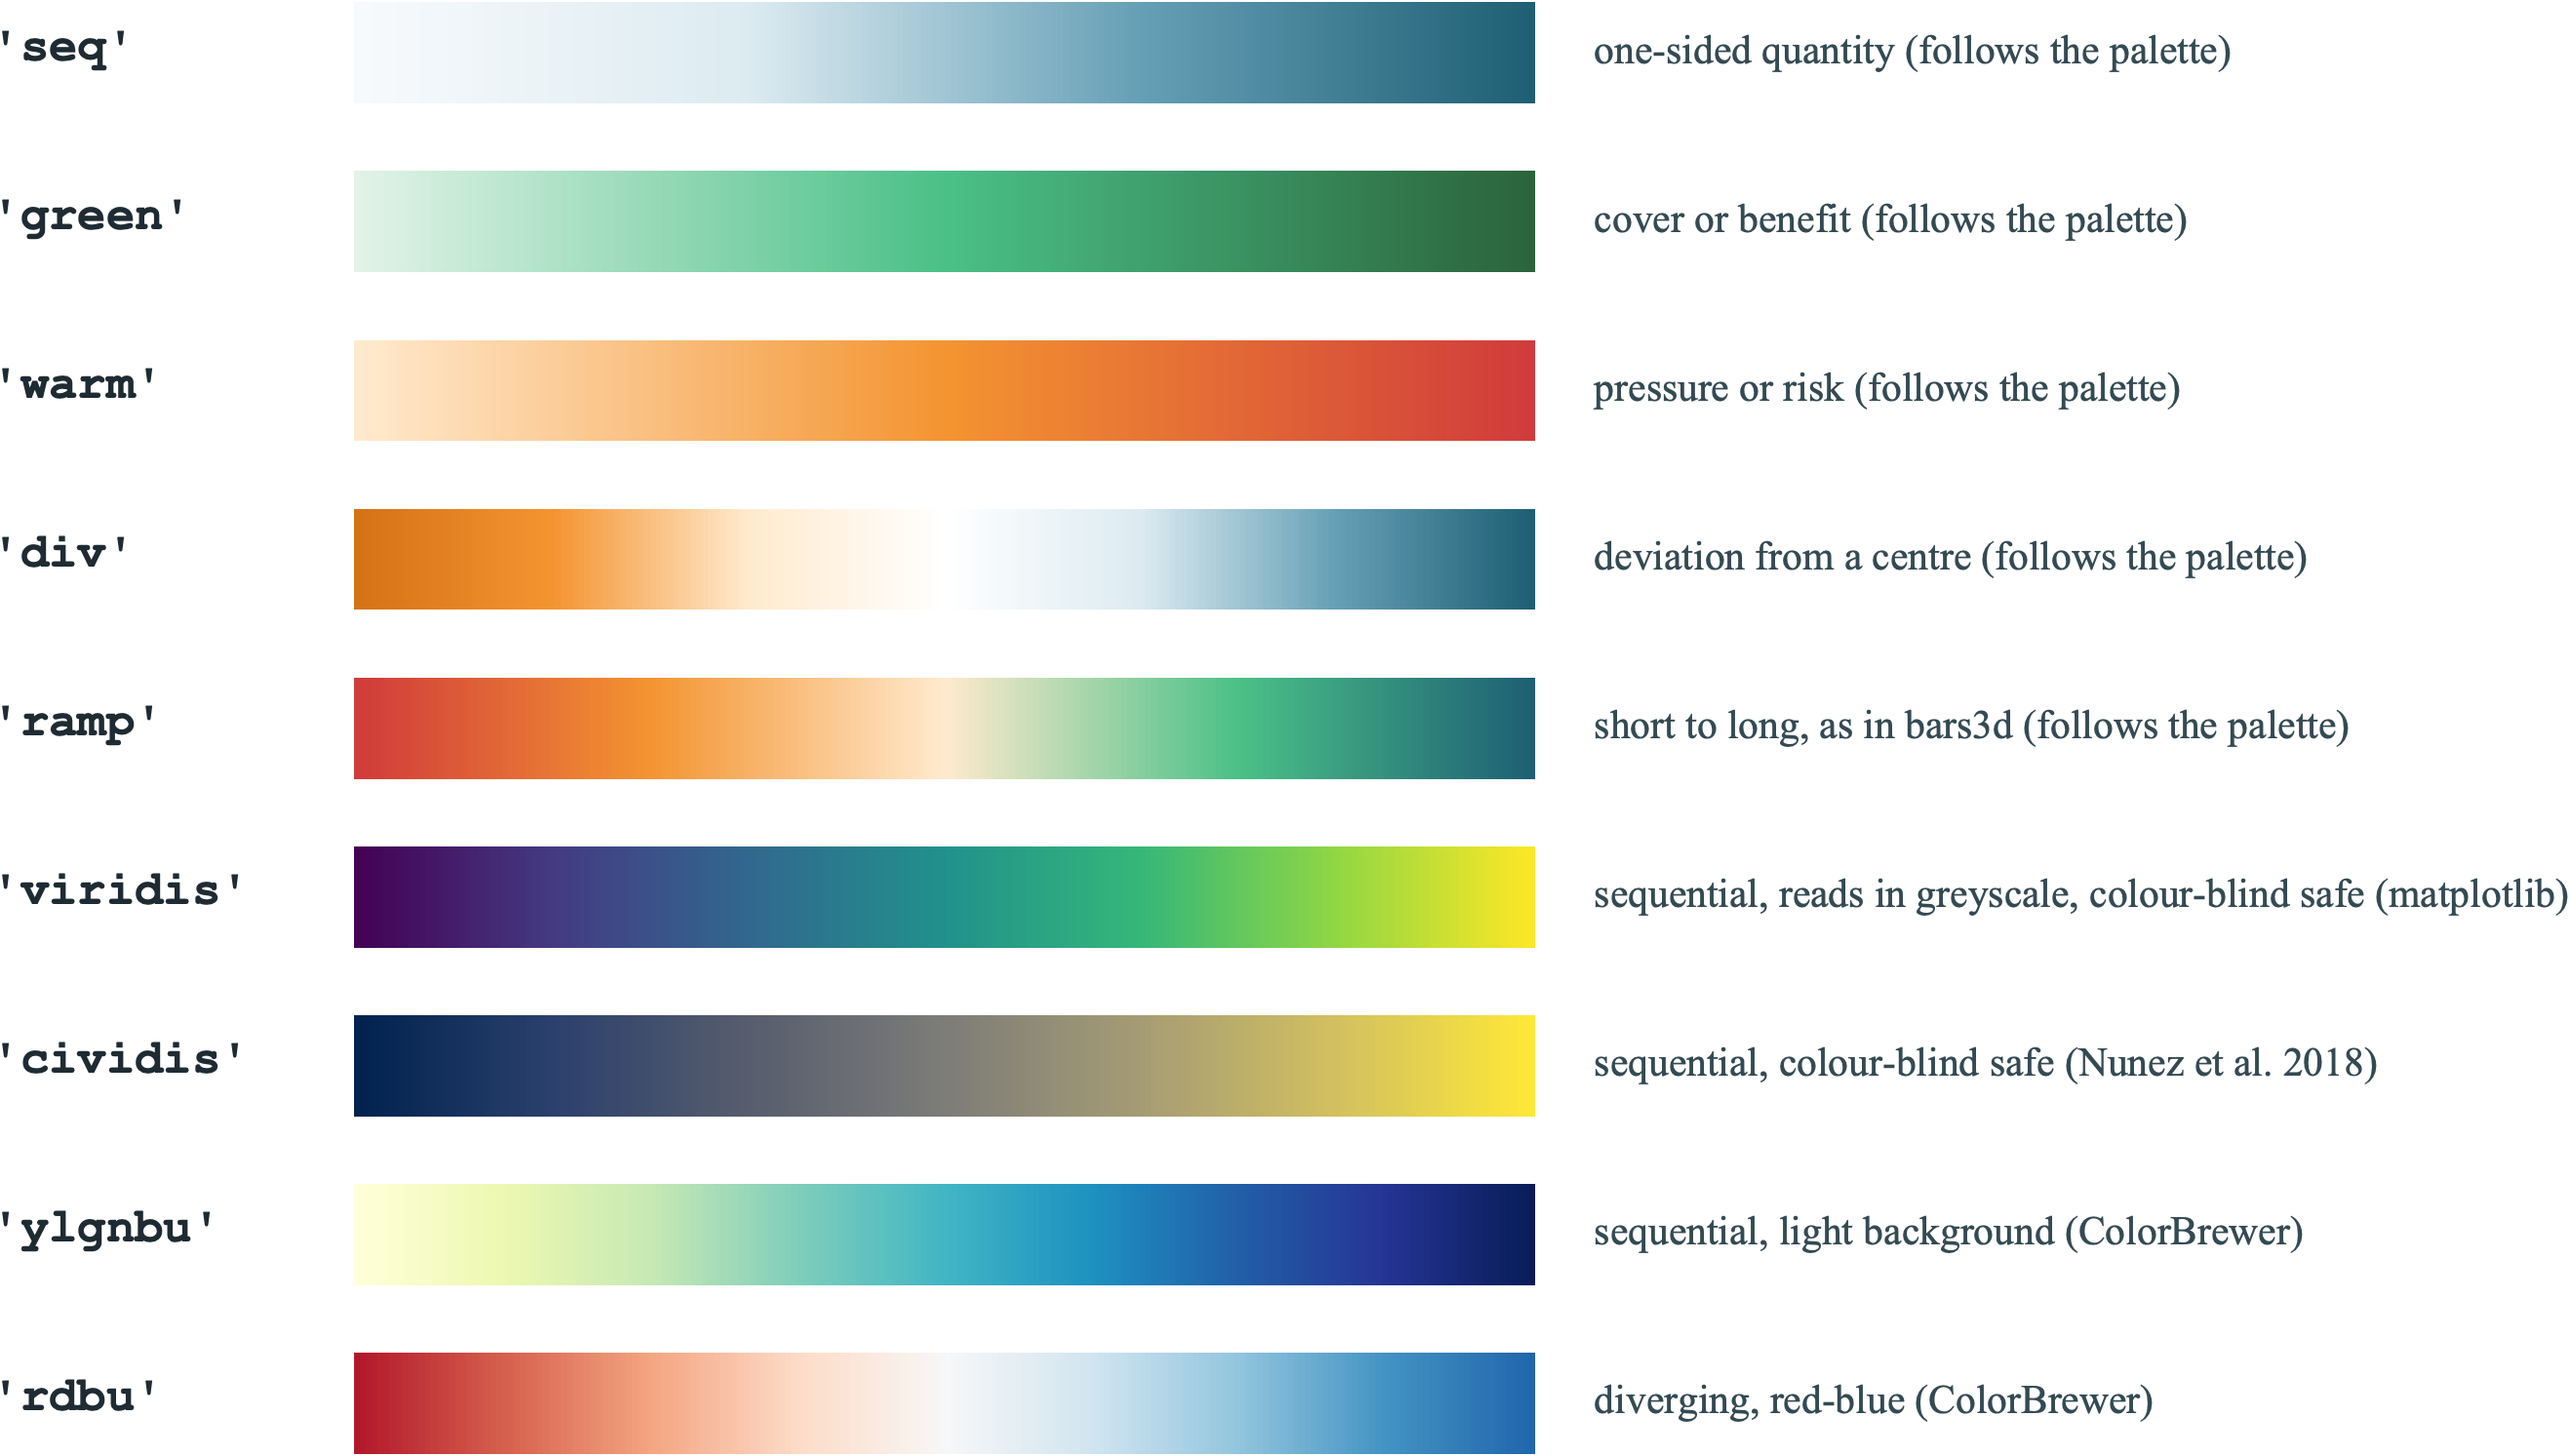 'seq' one-sided quantity (follows the palette)
'green' cover or benefit (follows the palette)
'warm' pressure or risk (follows the palette)
'div' deviation from a centre (follows the palette)
'ramp' short to long, as in bars3d (follows the palette)
'viridis' sequential, reads in greyscale, colour-blind safe (matplotlib)
'cividis' sequential, colour-blind safe (Nunez et al. 2018)
'ylgnbu' sequential, light background (ColorBrewer)
'rdbu' diverging, red-blue (ColorBrewer)